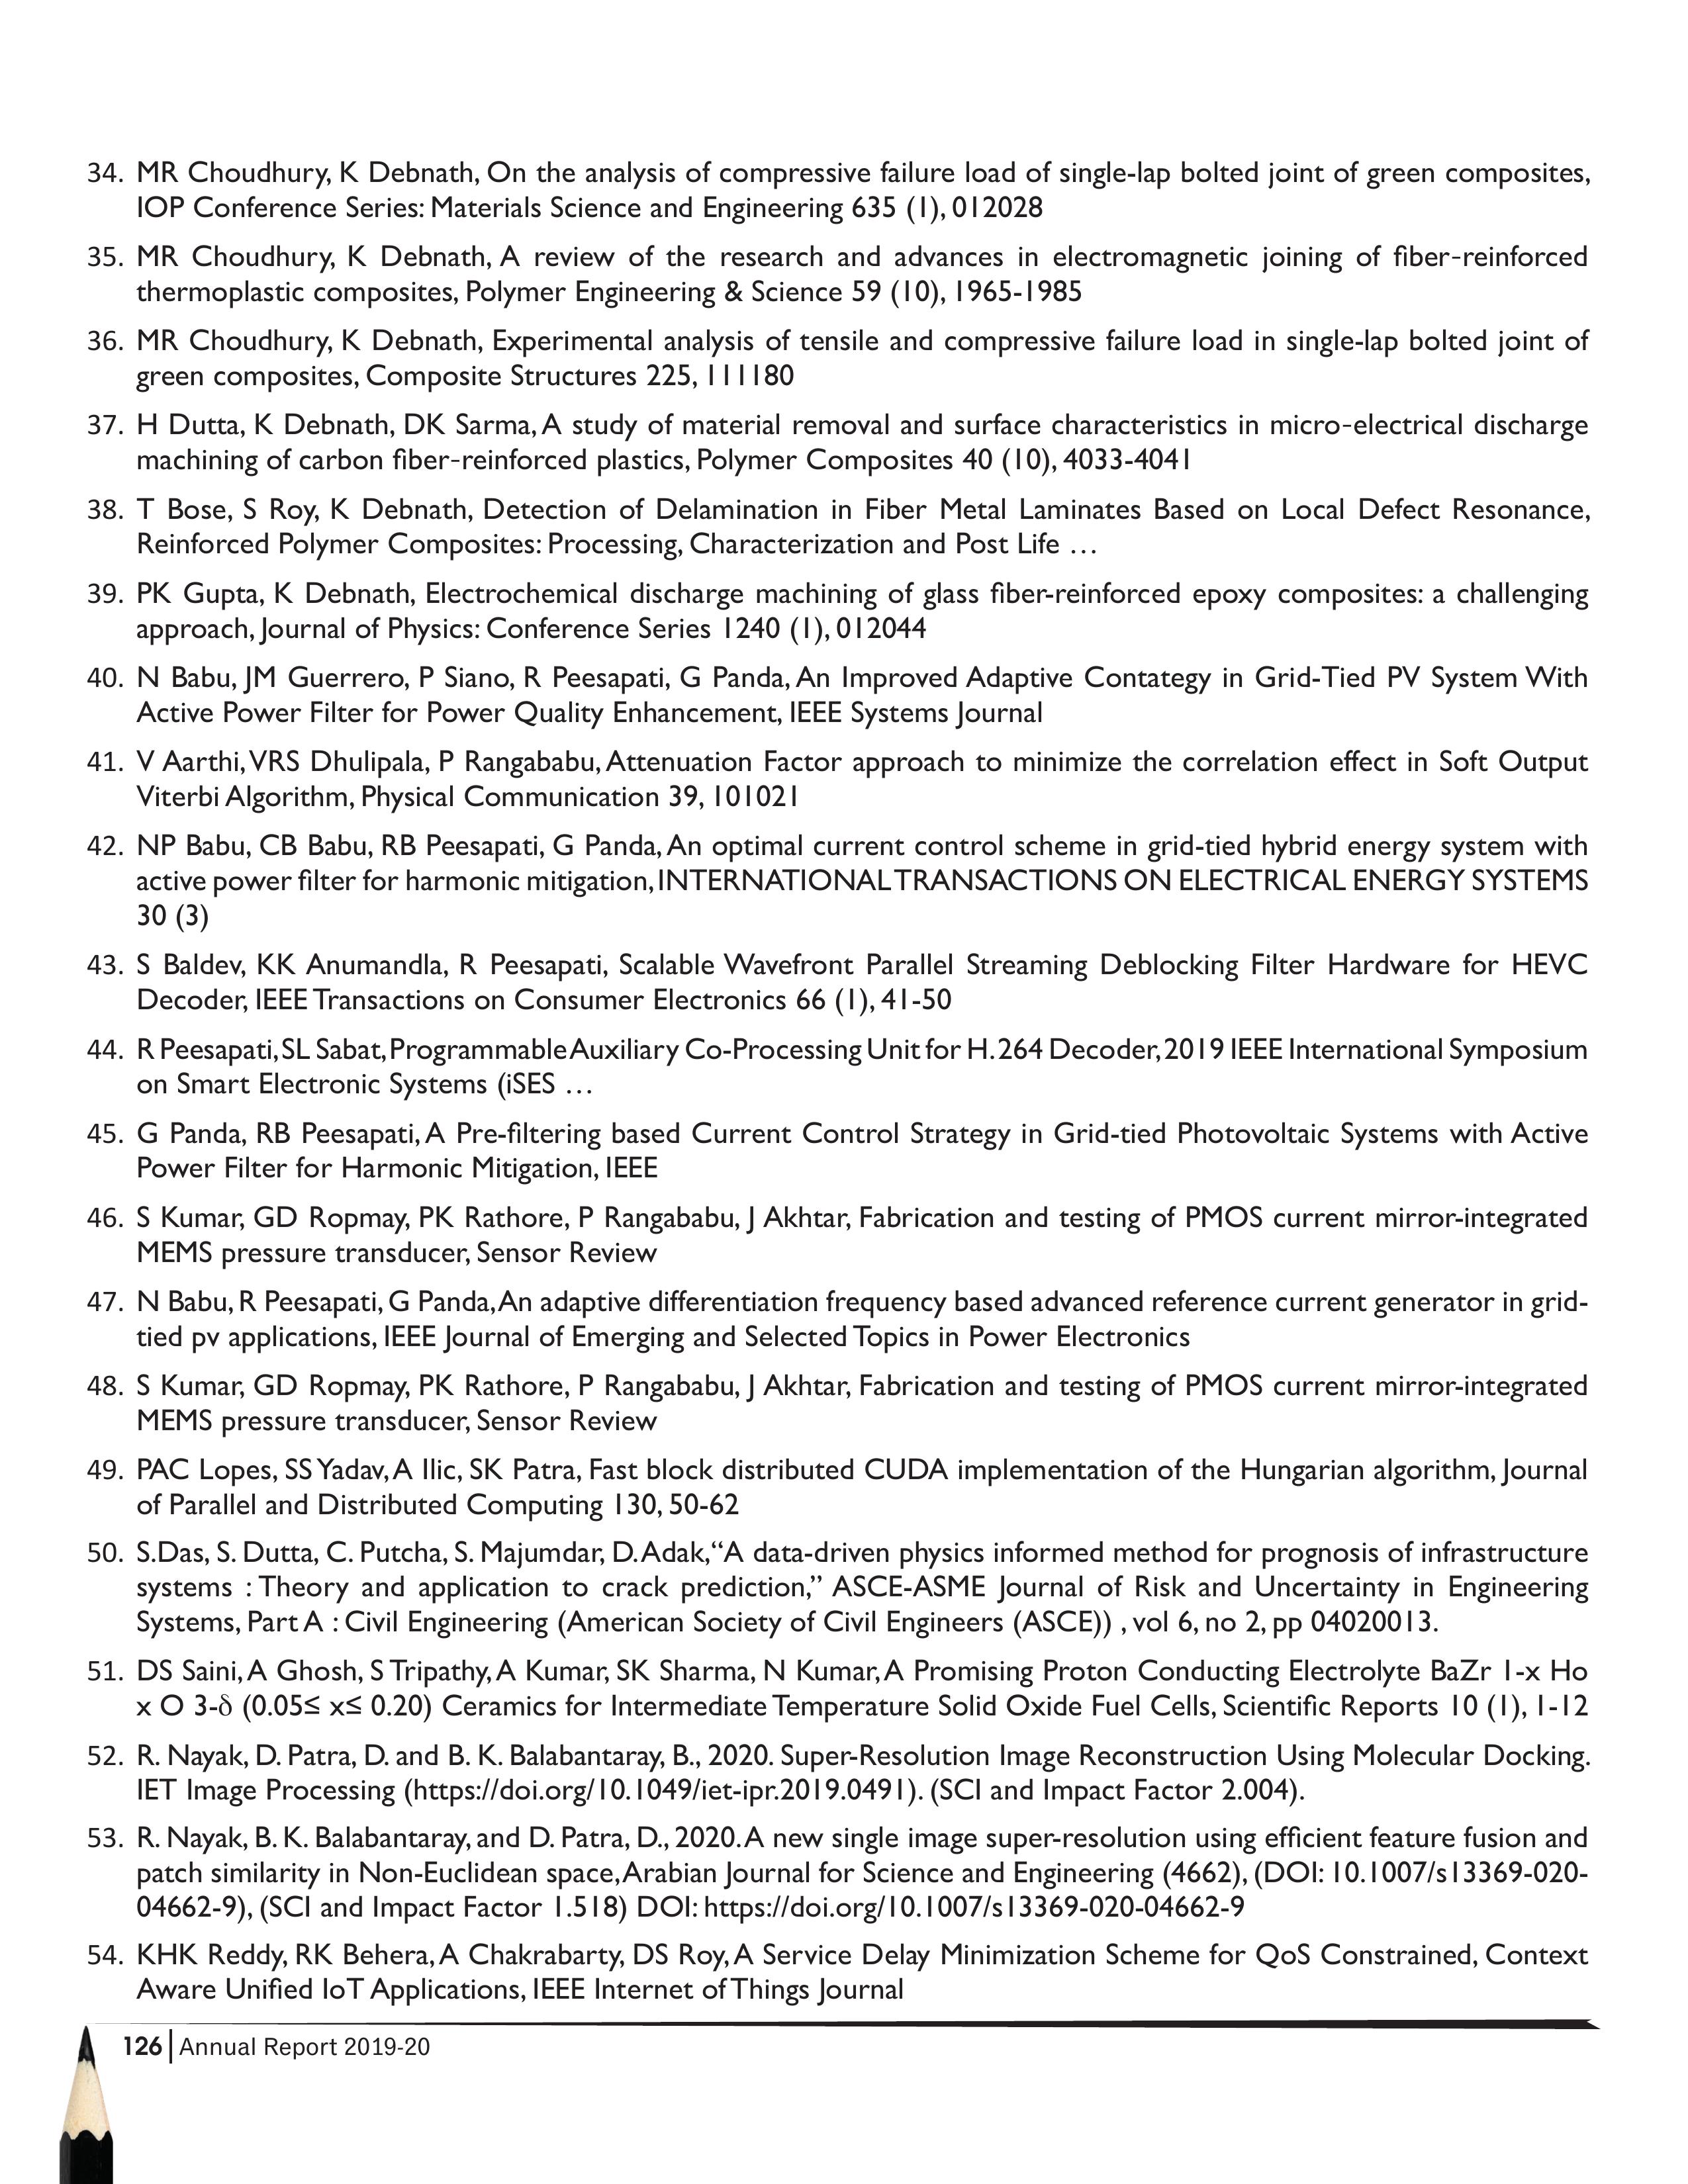 34. MR Choudhury, K Debnath, On the analysis of compressive failure load of single-lap bolted joint of green composites,
IOP Conference Series: Materials Science and Engineering 635 (1), 012028
35. MR Choudhury, K Debnath, A review of the research and advances in electromagnetic joining of fiber-reinforced
thermoplastic composites, Polymer Engineering & Science 59 (10), 1965-1985
36. MR Choudhury, K Debnath, Experimental analysis of tensile and compressive failure load in single-lap bolted joint of
green composites, Composite Structures 225, 111180
37. H Dutta, K Debnath, DK Sarma, A study of material removal and surface characteristics in micro-electrical discharge
machining of carbon fiber-reinforced plastics, Polymer Composites 40 (10), 4033-4041
38. T Bose, S Roy, K Debnath, Detection of Delamination in Fiber Metal Laminates Based on Local Defect Resonance,
Reinforced Polymer Composites: Processing, Characterization and Post Life …
39. PK Gupta, K Debnath, Electrochemical discharge machining of glass fiber-reinforced epoxy composites: a challenging
approach, Journal of Physics: Conference Series 1240 (1), 012044
40. N Babu, JM Guerrero, P Siano, R Peesapati, G Panda, An Improved Adaptive Contategy in Grid-Tied PV System With
Active Power Filter for Power Quality Enhancement, IEEE Systems Journal
41. V Aarthi, VRS Dhulipala, P Rangababu, Attenuation Factor approach to minimize the correlation effect in Soft Output
Viterbi Algorithm, Physical Communication 39, 101021
42. NP Babu, CB Babu, RB Peesapati, G Panda, An optimal current control scheme in grid-tied hybrid energy system with
active power filter for harmonic mitigation, INTERNATIONAL TRANSACTIONS ON ELECTRICAL ENERGY SYSTEMS
30 (3)
43. S Baldev, KK Anumandla, R Peesapati, Scalable Wavefront Parallel Streaming Deblocking Filter Hardware for HEVC
Decoder, IEEE Transactions on Consumer Electronics 66 (1), 41-50
44. R Peesapati, SL Sabat, Programmable Auxiliary Co-Processing Unit for H.264 Decoder, 2019 IEEE International Symposium
on Smart Electronic Systems (iSES …
45. G Panda, RB Peesapati, A Pre-filtering based Current Control Strategy in Grid-tied Photovoltaic Systems with Active
Power Filter for Harmonic Mitigation, IEEE
46. S Kumar, GD Ropmay, PK Rathore, P Rangababu, J Akhtar, Fabrication and testing of PMOS current mirror-integrated
MEMS pressure transducer, Sensor Review
47. N Babu, R Peesapati, G Panda, An adaptive differentiation frequency based advanced reference current generator in grid-
tied pv applications, IEEE Journal of Emerging and Selected Topics in Power Electronics
48. S Kumar, GD Ropmay, PK Rathore, P Rangababu, J Akhtar, Fabrication and testing of PMOS current mirror-integrated
MEMS pressure transducer, Sensor Review
49. PAC Lopes, SS Yadav, A Ilic, SK Patra, Fast block distributed CUDA implementation of the Hungarian algorithm, Journal
of Parallel and Distributed Computing 130, 50-62
50. S.Das, S. Dutta, C. Putcha, S. Majumdar, D. Adak, “A data-driven physics informed method for prognosis of infrastructure
systems : Theory and application to crack prediction,” ASCE-ASME Journal of Risk and Uncertainty in Engineering
Systems, Part A : Civil Engineering (American Society of Civil Engineers (ASCE)) , vol 6, no 2, pp 04020013.
51. DS Saini, A Ghosh, S Tripathy, A Kumar, SK Sharma, N Kumar, A Promising Proton Conducting Electrolyte BaZr 1-x Ho
x O 3-δ (0.05≤ x≤ 0.20) Ceramics for Intermediate Temperature Solid Oxide Fuel Cells, Scientific Reports 10 (1), 1-12
52. R. Nayak, D. Patra, D. and B. K. Balabantaray, B., 2020. Super-Resolution Image Reconstruction Using Molecular Docking.
IET Image Processing (https://doi.org/10.1049/iet-ipr.2019.0491). (SCI and Impact Factor 2.004).
53. R. Nayak, B. K. Balabantaray, and D. Patra, D., 2020. A new single image super-resolution using efficient feature fusion and
patch similarity in Non-Euclidean space, Arabian Journal for Science and Engineering (4662), (DOI: 10.1007/s13369-020-
04662-9), (SCI and Impact Factor 1.518) DOI: https://doi.org/10.1007/s13369-020-04662-9
54. KHK Reddy, RK Behera, A Chakrabarty, DS Roy, A Service Delay Minimization Scheme for QoS Constrained, Context
Aware Unified IoT Applications, IEEE Internet of Things Journal
126 | Annual Report 2019-20